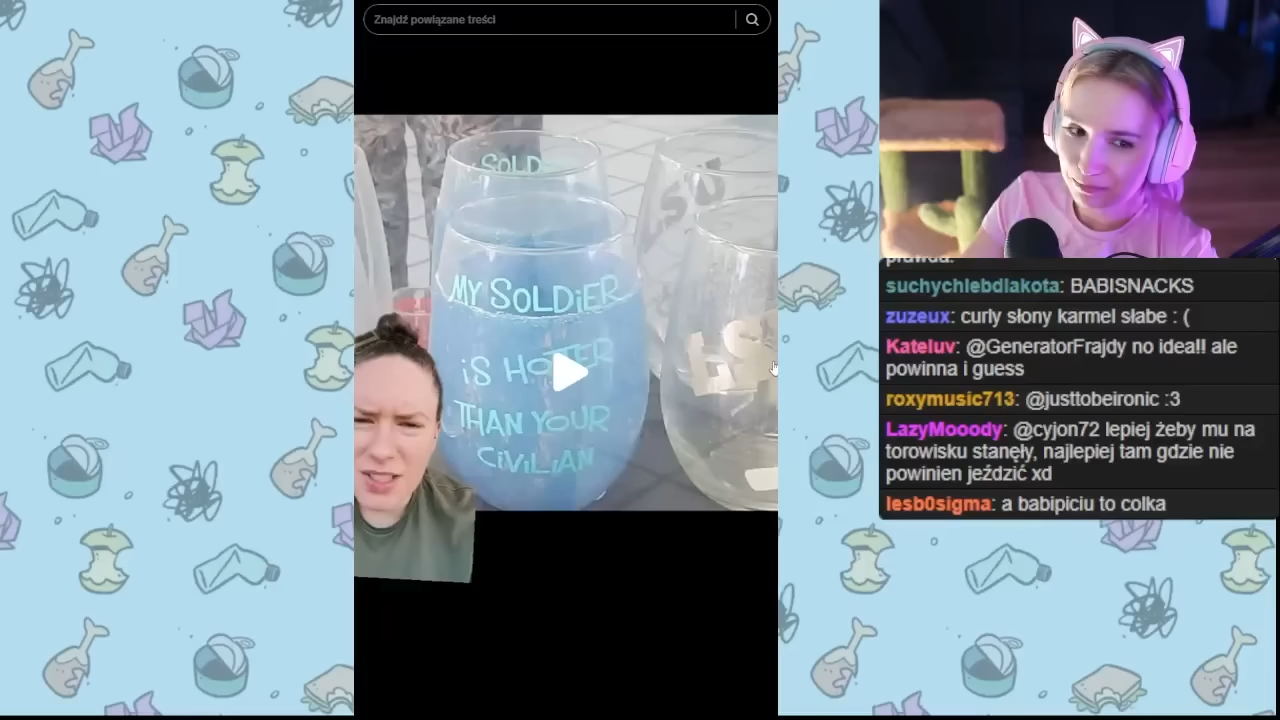 Znajdź powiązane treści
SOLD
SU
MY SOLDiER
iS HOTTER
THAN YOUR
CiViLiAN
suchychlebdlakota: BABISNACKS
zuzeux: curly słony karmel słabe : (
Kateluv: @GeneratorFrajdy no idea!! ale
powinna i guess
roxymusic713: @justtobeironic :3
LazyMooody: @cyjon72 lepiej żeby mu na
torowisku stanęły, najlepiej tam gdzie nie
powinien jeździć xd
lesb0sigma: a babipiciu to colka